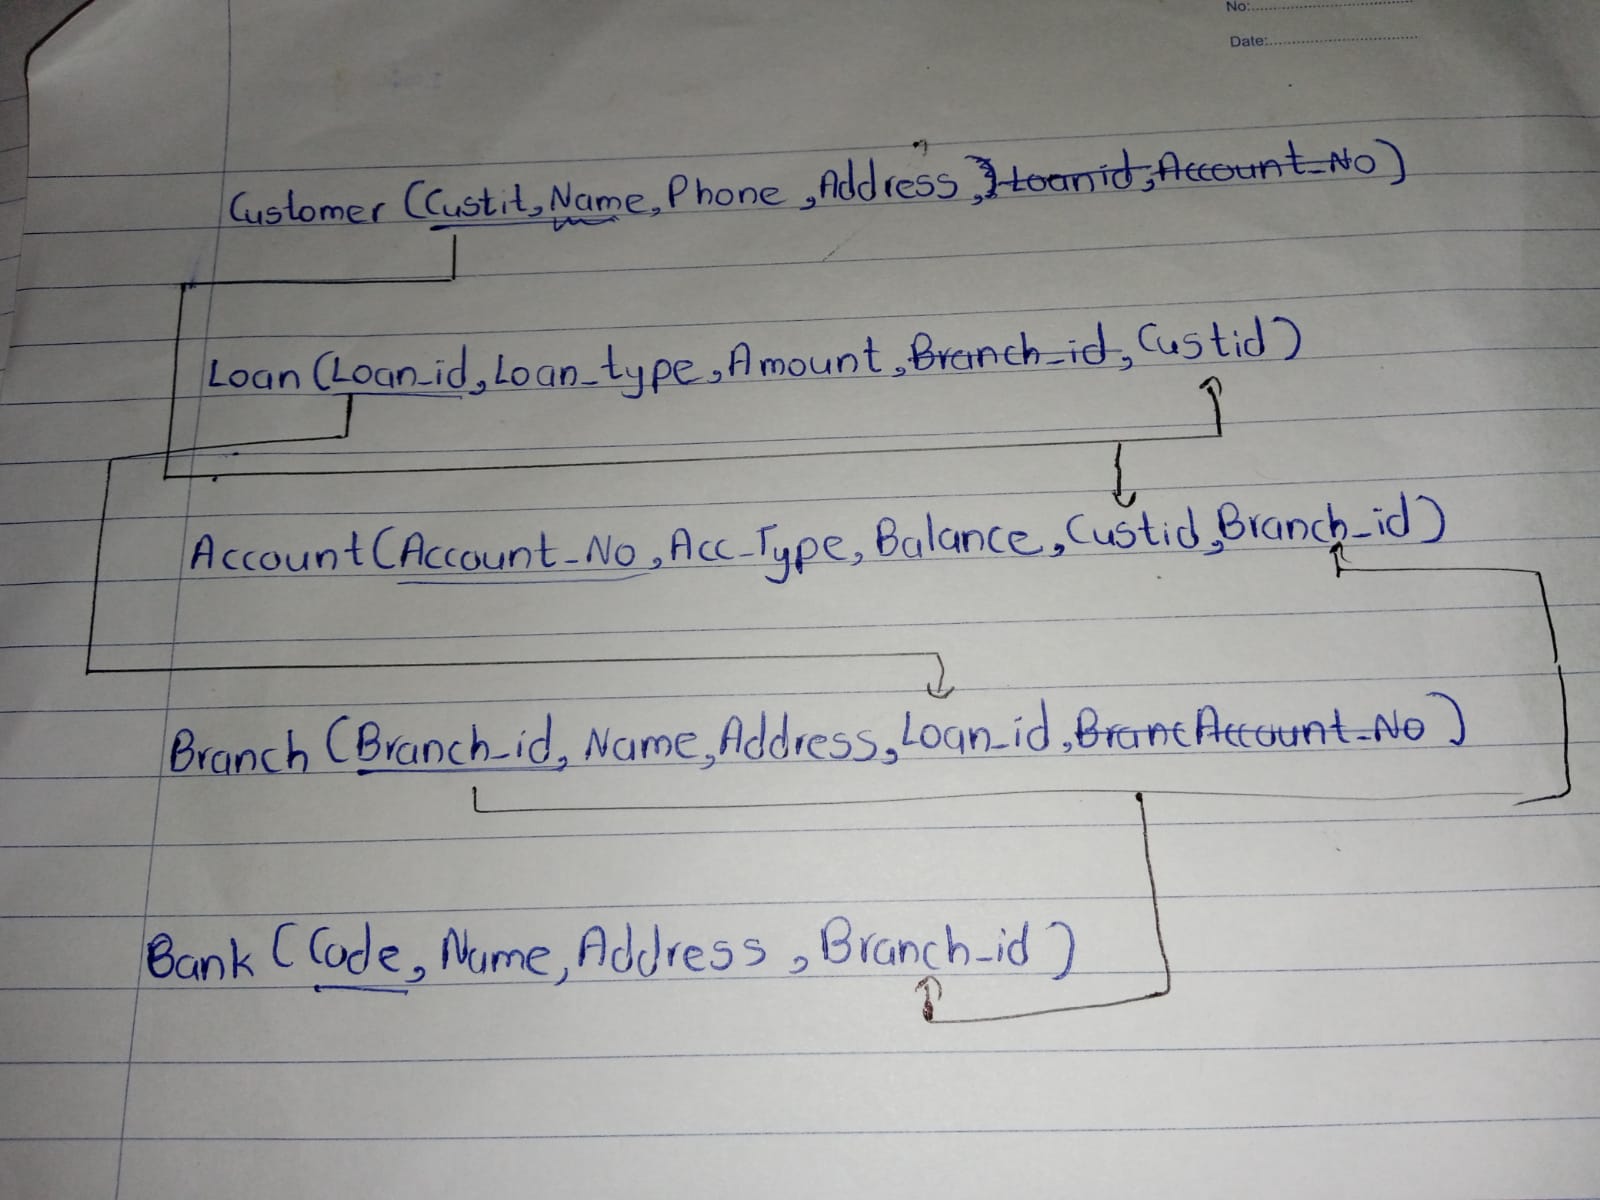 No:
Date:
Customer (Custit, Name, Phone, Address, Loanid, Account_No)
Loan (Loan_id, Loan_type, Amount, Branch_id, Custid)
Account (Account_No, Acc_Type, Balance, Custid, Branch_id)
Branch (Branch_id, Name, Address, Loan_id, Branc Account_No)
Bank (Code, Name, Address, Branch_id)